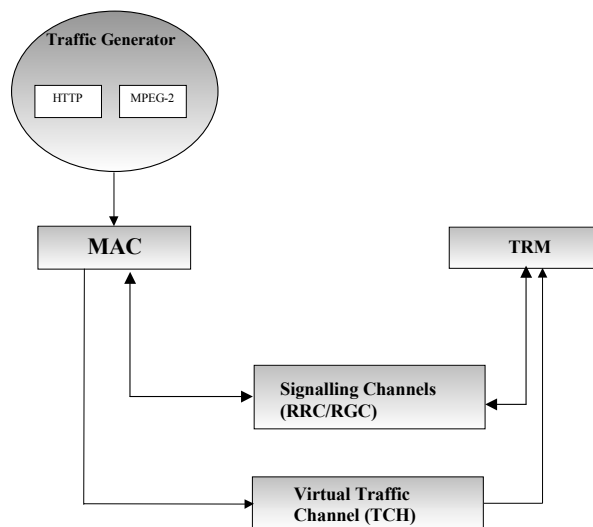 Traffic Generator
HTTP
MPEG-2
MAC
TRM
Signalling Channels
(RRC/RGC)
Virtual Traffic
Channel (TCH)